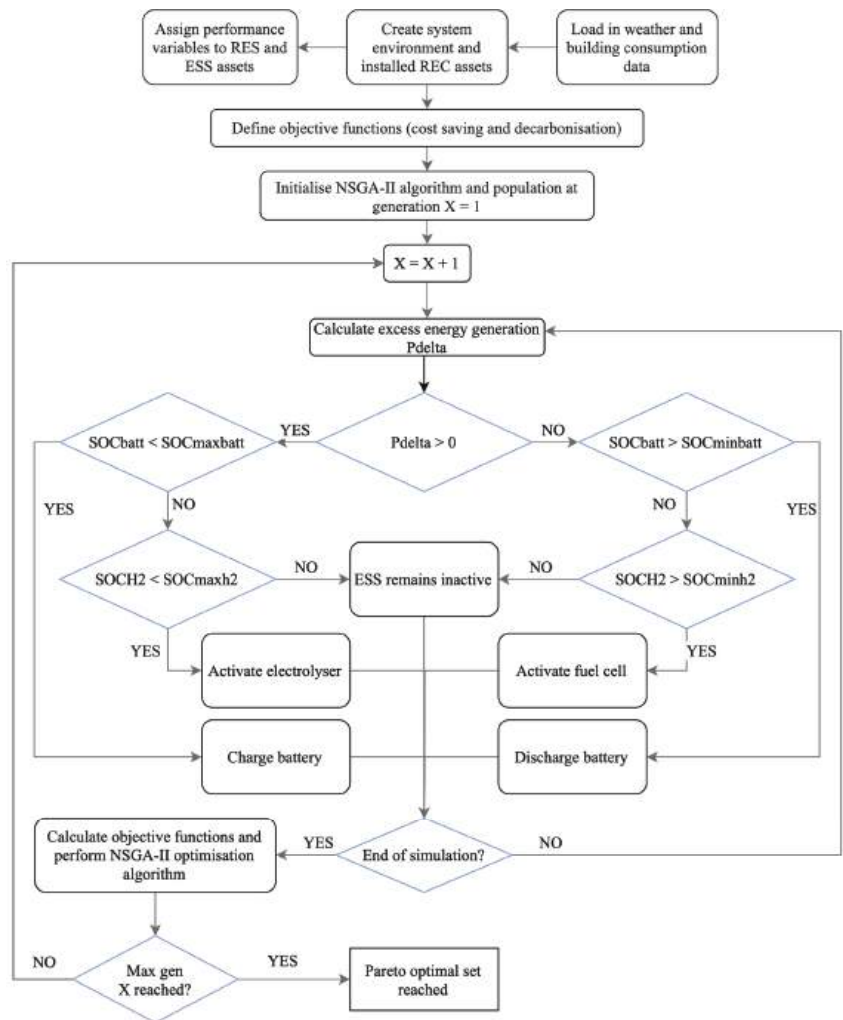 Assign performance
variables to RES and
ESS assets
Create system
environment and
installed REC assets
Load in weather and
building consumption
data
Define objective functions (cost saving and decarbonisation)
Initialise NSGA-II algorithm and population at
generation X = 1
X = X + 1
Calculate excess energy generation
Pdelta
SOCbatt < SOCmaxbatt
YES
Pdelta > 0
NO
SOCbatt > SOCminbatt
YES
NO
NO
YES
SOCH2 < SOCmaxh2
NO
ESS remains inactive
NO
SOCH2 > SOCminh2
YES
YES
Activate electrolyser
Activate fuel cell
Charge battery
Discharge battery
Calculate objective functions and
perform NSGA-II optimisation
algorithm
YES
End of simulation?
NO
NO
Max gen
X reached?
YES
Pareto optimal set
reached